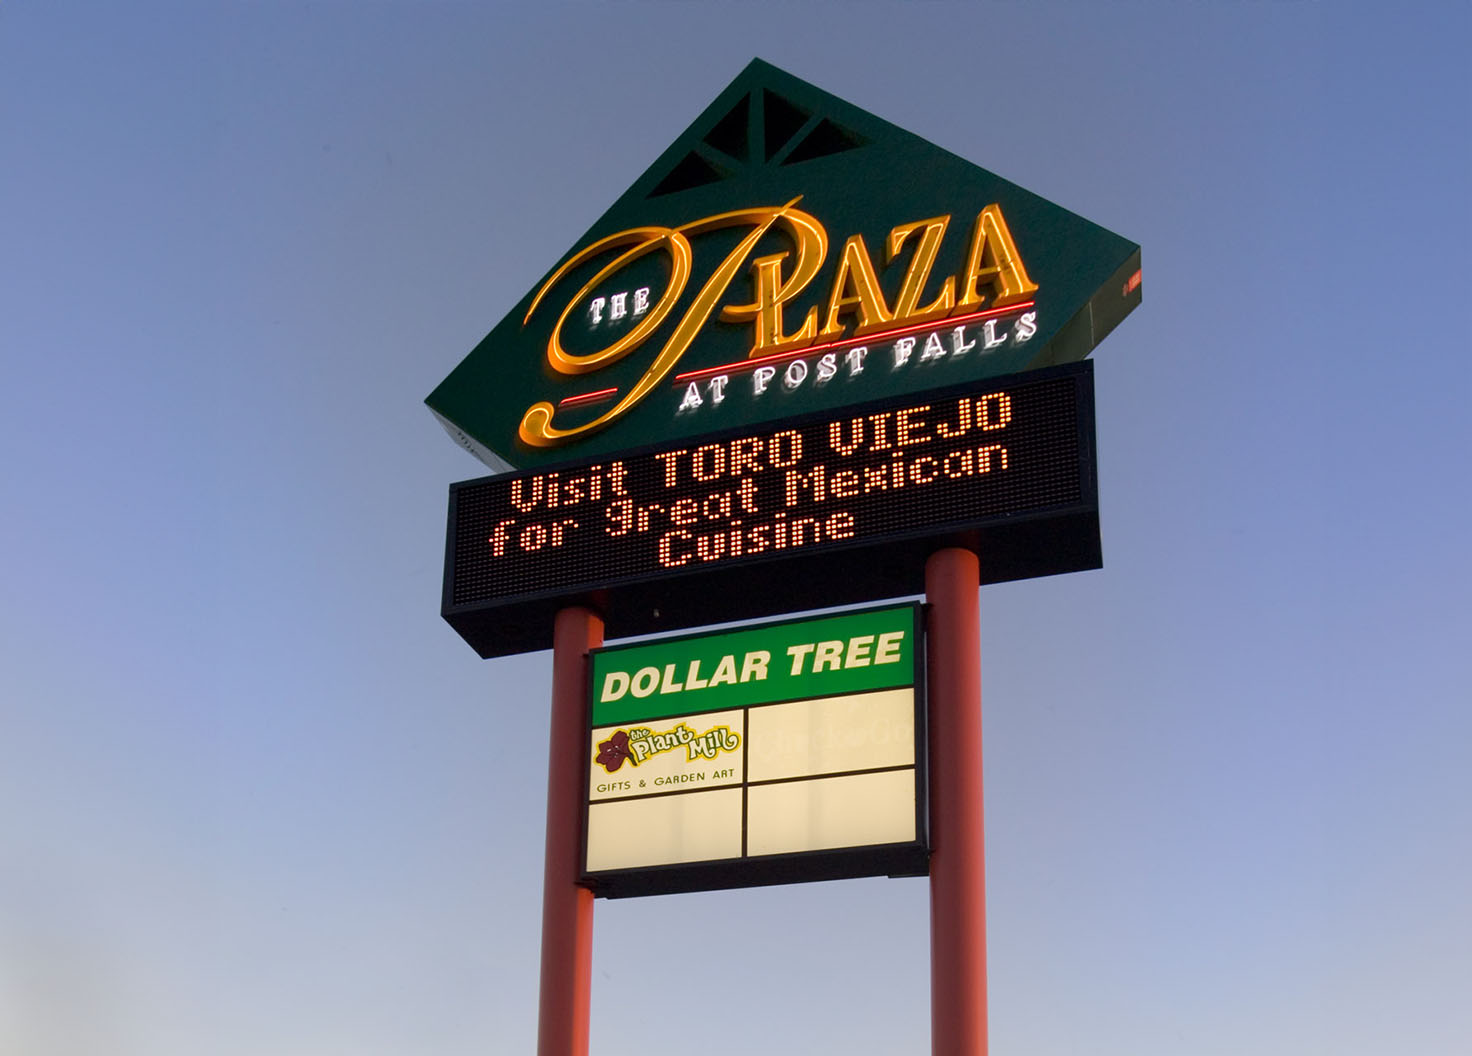 THE PLAZA
AT POST FALLS
Visit TORO VIEJO
for great Mexican
Cuisine
DOLLAR TREE
the Plant Mill
GIFTS & GARDEN ART